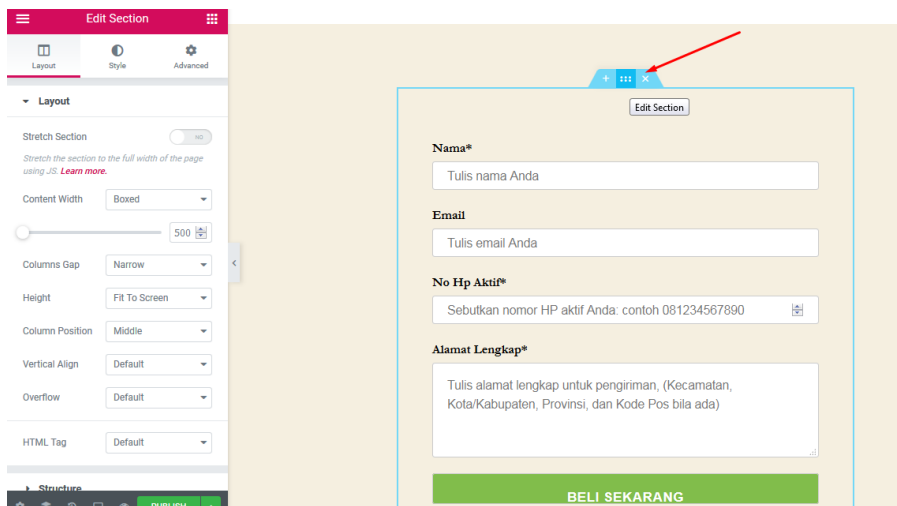 Edit Section
Layout
Style
Advanced
Layout
Stretch Section
NO
Stretch the section to the full width of the page
using JS. Learn more.
Content Width
Boxed
500
Columns Gap
Narrow
Height
Fit To Screen
Column Position
Middle
Vertical Align
Default
Overflow
Default
HTML Tag
Default
Structure
PUBLISH
Edit Section
Nama*
Tulis nama Anda
Email
Tulis email Anda
No Hp Aktif*
Sebutkan nomor HP aktif Anda: contoh 081234567890
Alamat Lengkap*
Tulis alamat lengkap untuk pengiriman, (Kecamatan,
Kota/Kabupaten, Provinsi, dan Kode Pos bila ada)
BELI SEKARANG